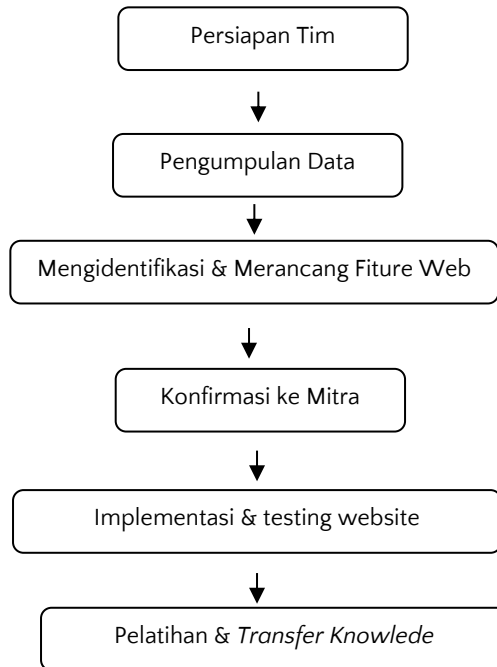 Persiapan Tim
Pengumpulan Data
Mengidentifikasi & Merancang Fiture Web
Konfirmasi ke Mitra
Implementasi & testing website
Pelatihan & Transfer Knowlede